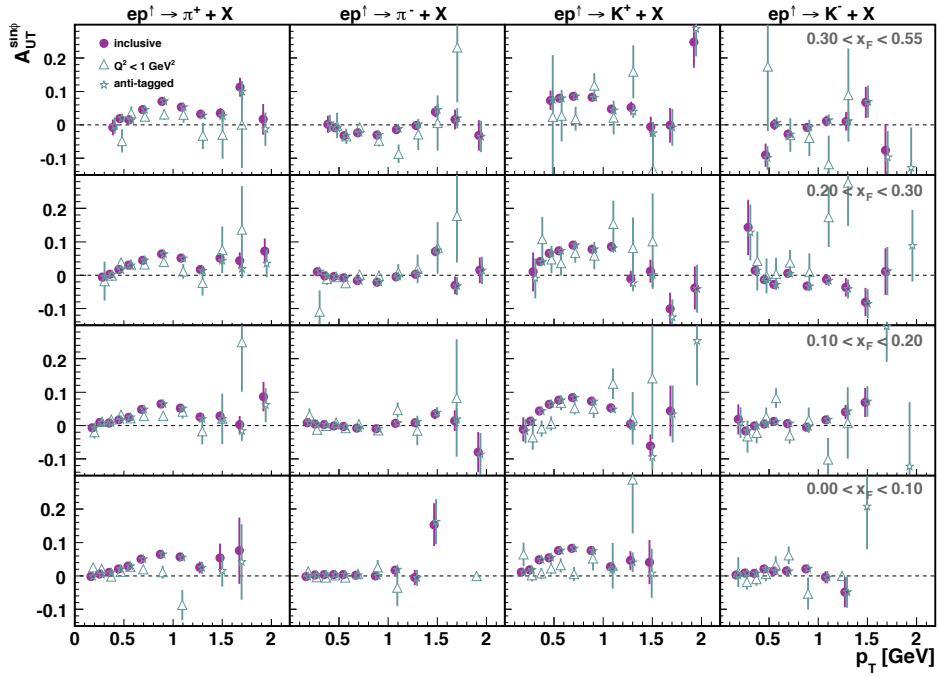 ep↑ → π+ + X ep↑ → π- + X ep↑ → K+ + X ep↑ → K- + X
A_UT^sinϕ
inclusive
Q² < 1 GeV²
anti-tagged
0.30 < x_F < 0.55
0.2
0.1
0
-0.1
0.20 < x_F < 0.30
0.2
0.1
0
-0.1
0.10 < x_F < 0.20
0.2
0.1
0
-0.1
0.00 < x_F < 0.10
0.2
0.1
0
-0.1
0 0.5 1 1.5 2 0.5 1 1.5 2 0.5 1 1.5 2 0.5 1 1.5 2
p_T [GeV]